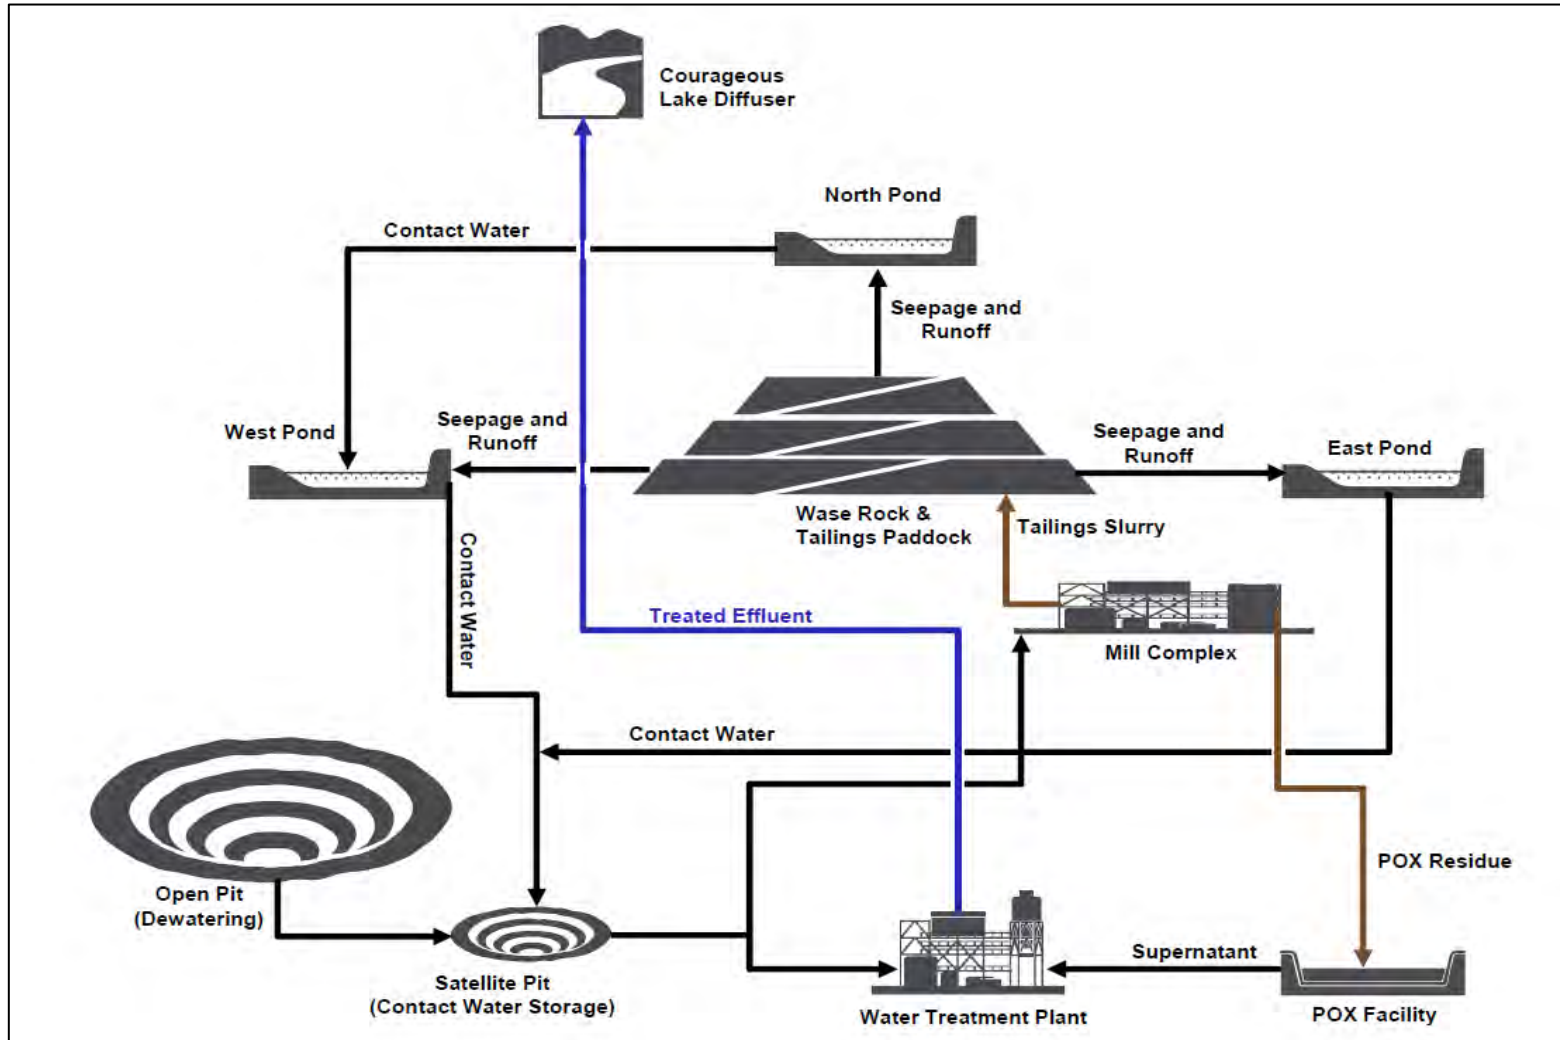 Courageous
Lake Diffuser
North Pond
Contact Water
Seepage and
Runoff
West Pond
Seepage and
Runoff
Seepage and
Runoff
East Pond
Wase Rock &
Tailings Paddock
Tailings Slurry
Contact Water
Treated Effluent
Mill Complex
Contact Water
Open Pit
(Dewatering)
POX Residue
Supernatant
Satellite Pit
(Contact Water Storage)
Water Treatment Plant
POX Facility